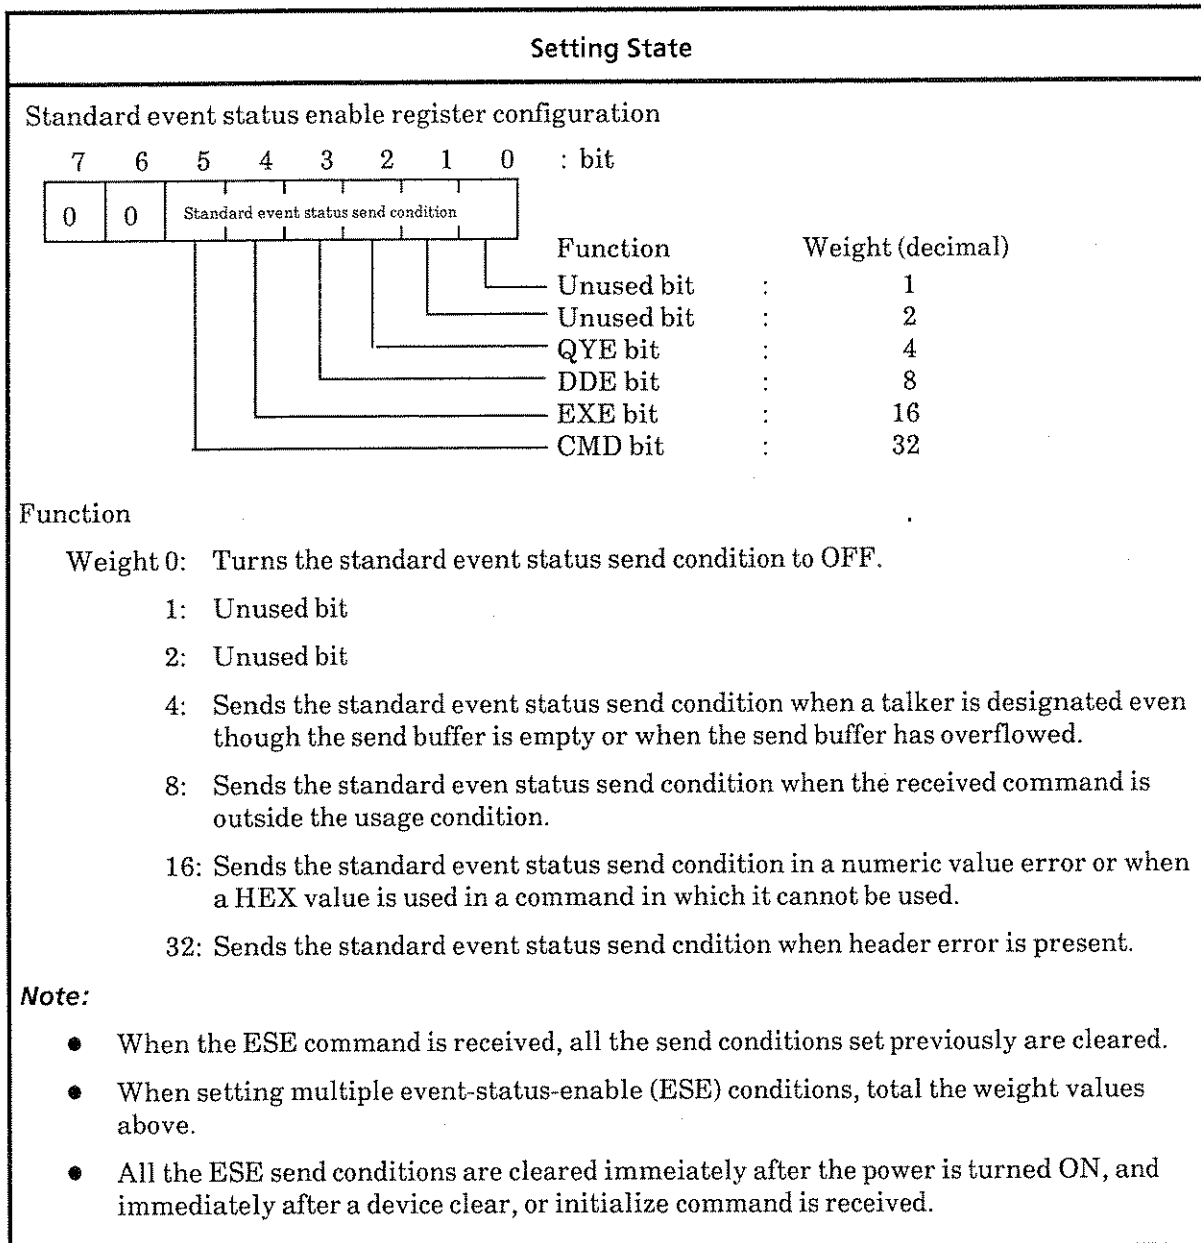 Setting State
Standard event status enable register configuration
7 6 5 4 3 2 1 0 : bit
0 0 Standard event status send condition
Function Weight (decimal)
Unused bit : 1
Unused bit : 2
QYE bit : 4
DDE bit : 8
EXE bit : 16
CMD bit : 32
Function
Weight 0: Turns the standard event status send condition to OFF.
1: Unused bit
2: Unused bit
4: Sends the standard event status send condition when a talker is designated even
though the send buffer is empty or when the send buffer has overflowed.
8: Sends the standard even status send condition when the received command is
outside the usage condition.
16: Sends the standard event status send condition in a numeric value error or when
a HEX value is used in a command in which it cannot be used.
32: Sends the standard event status send cndition when header error is present.
Note:
● When the ESE command is received, all the send conditions set previously are cleared.
● When setting multiple event-status-enable (ESE) conditions, total the weight values
above.
● All the ESE send conditions are cleared immeiately after the power is turned ON, and
immediately after a device clear, or initialize command is received.